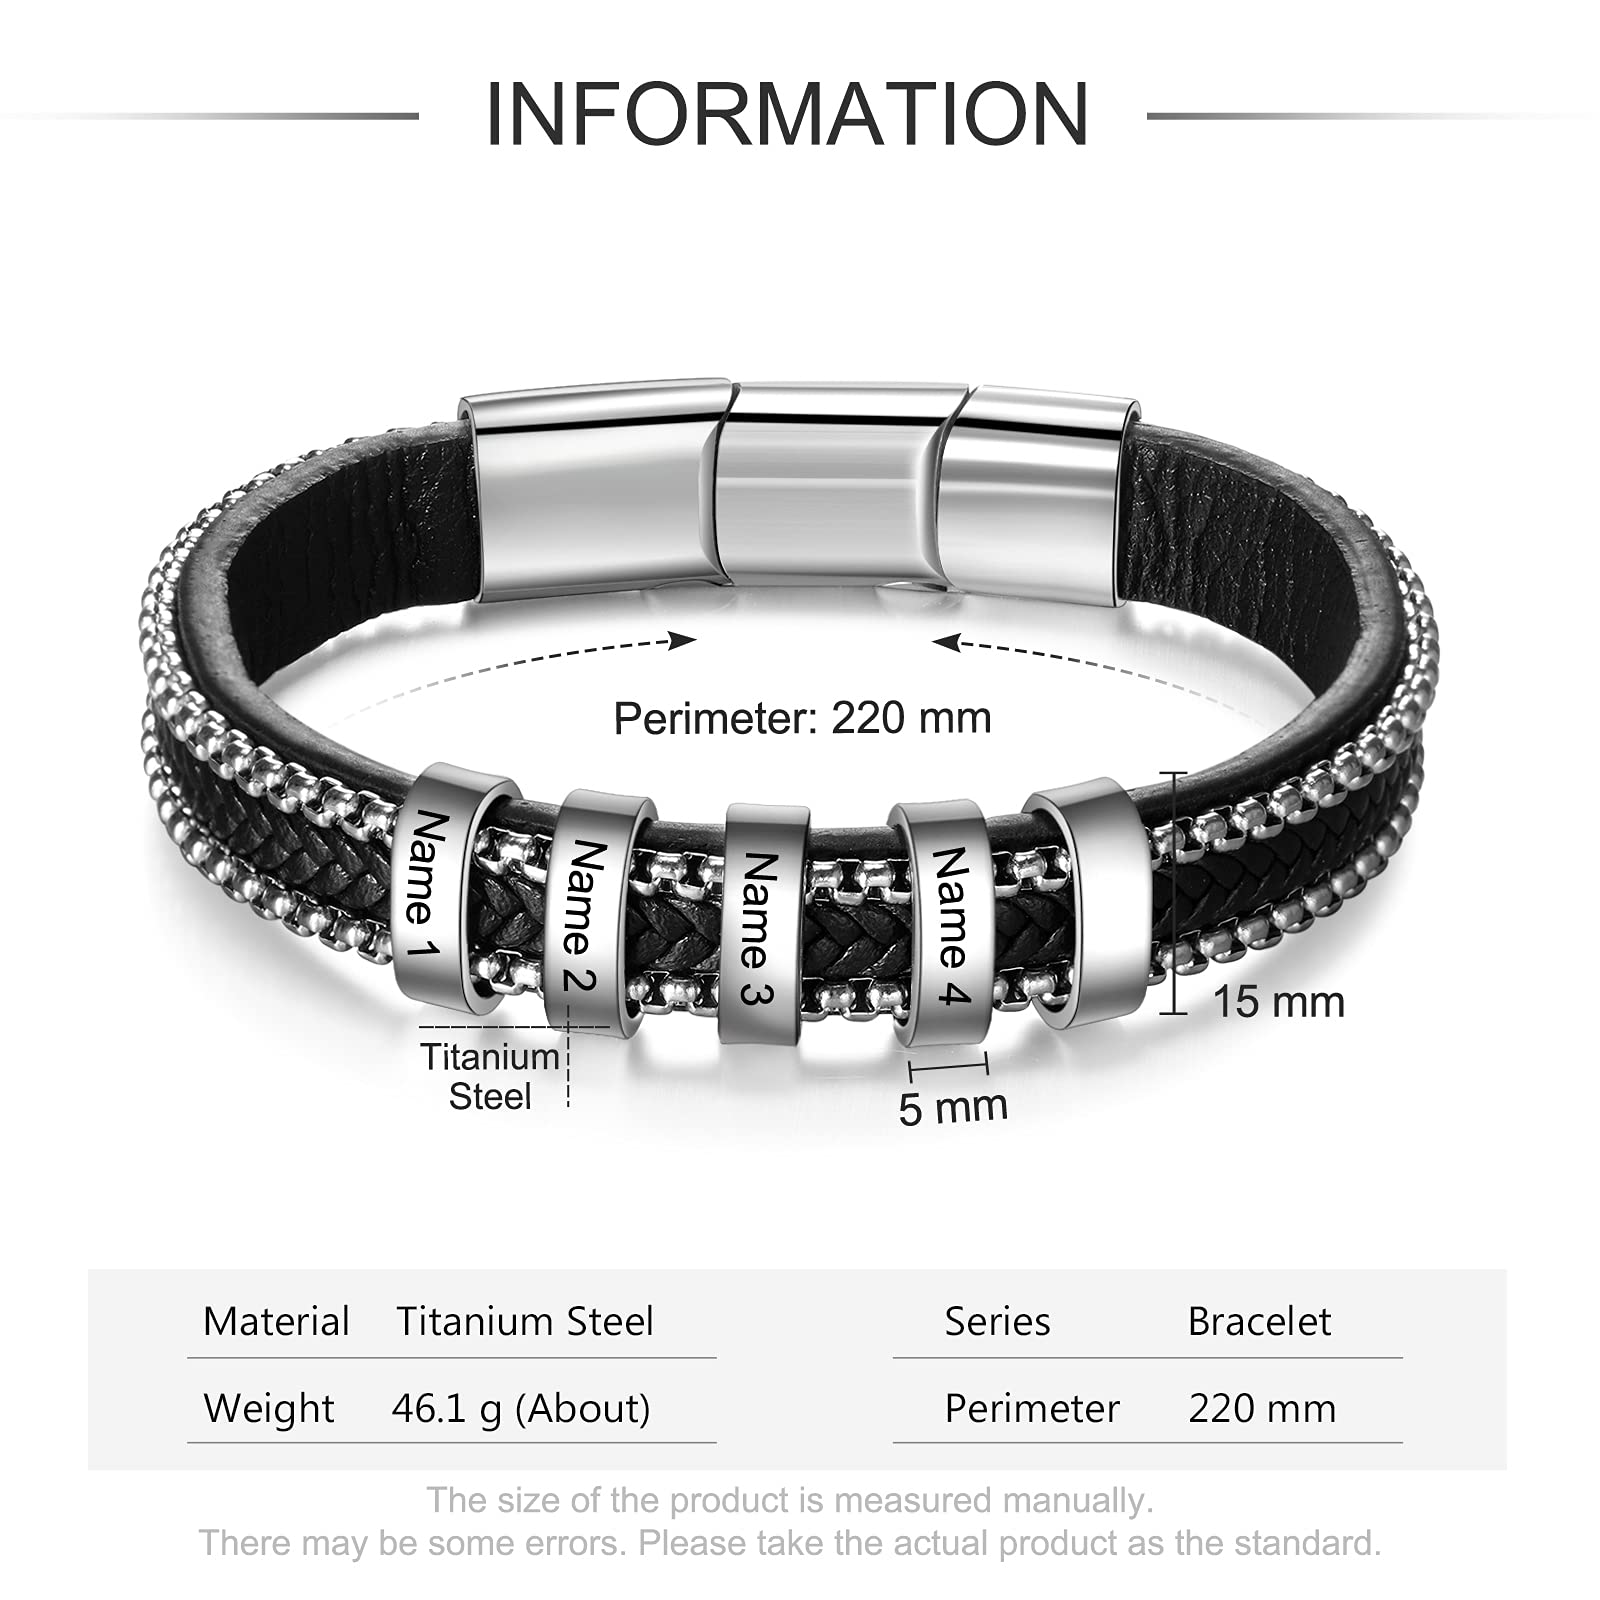 INFORMATION
Perimeter: 220 mm
Name 1
Name 2
Name 3
Name 4
15 mm
Titanium
Steel
5 mm
Material Titanium Steel
Series Bracelet
Weight 46.1 g (About)
Perimeter 220 mm
The size of the product is measured manually.
There may be some errors. Please take the actual product as the standard.